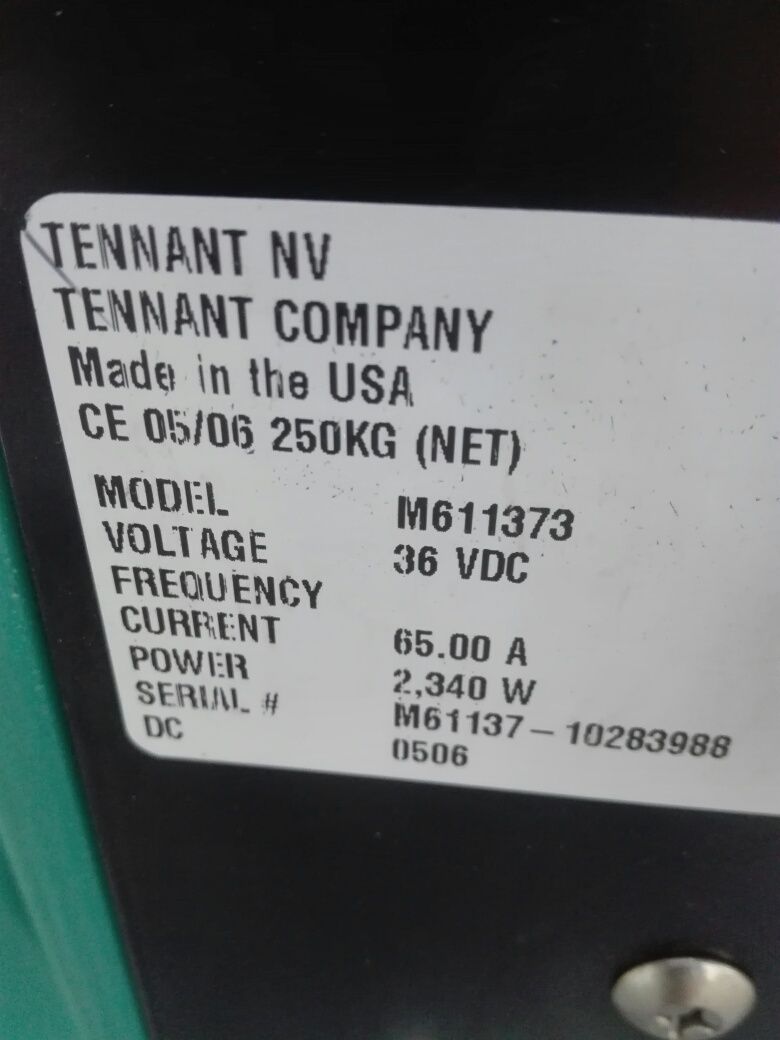 TENNANT NV
TENNANT COMPANY
Made in the USA
CE 05/06 250KG (NET)
MODEL M611373
VOLTAGE 36 VDC
FREQUENCY
CURRENT 65.00 A
POWER 2,340 W
SERIAL # M61137-10283988
DC 0506